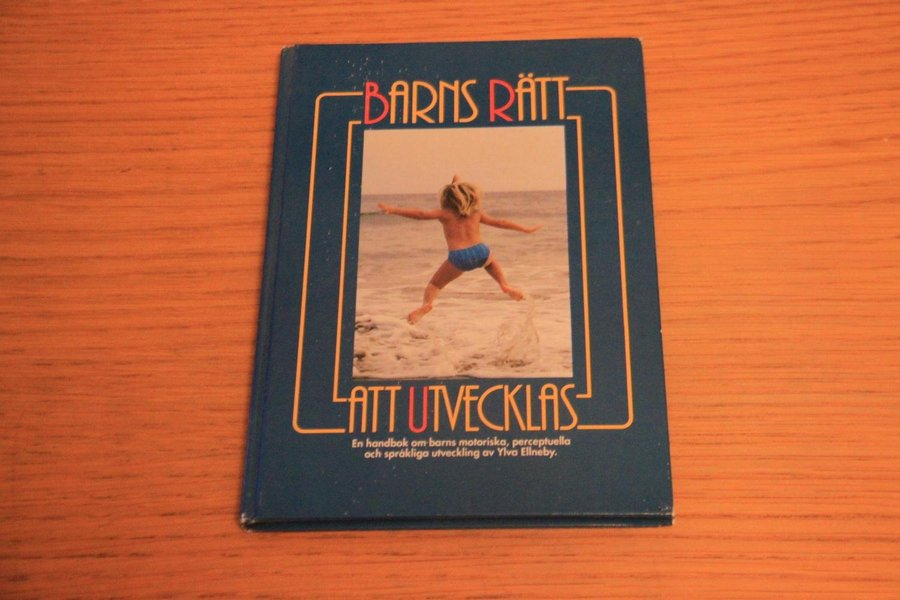 BARNS RÄTT
ATT UTVECKLAS
En handbok om barns motoriska, perceptuella
och språkliga utveckling av Ylva Ellneby.